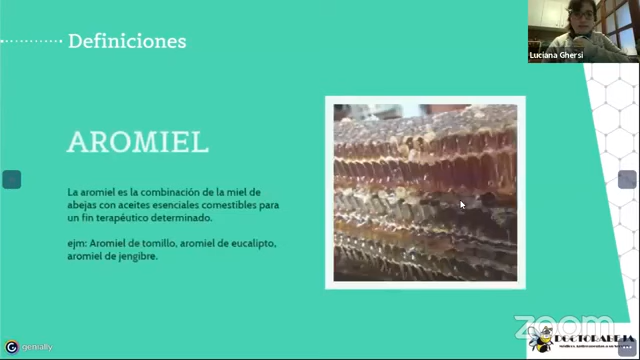 Definiciones
Luciana Ghersi
AROMIEL
La aromiel es la combinación de la miel de
abejas con aceites esenciales comestibles para
un fin terapéutico determinado.
ejm: Aromiel de tomillo, aromiel de eucalipto,
aromiel de jengibre.
genially
zoom
DOCTORABEJA